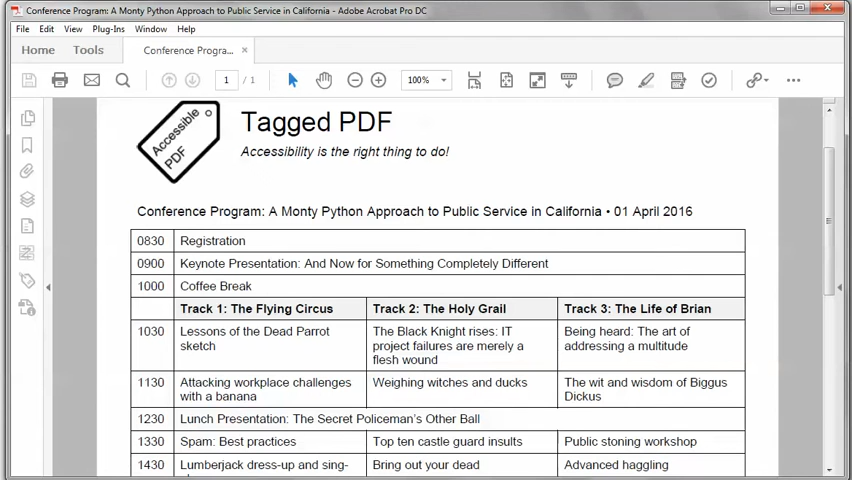 Conference Program: A Monty Python Approach to Public Service in California - Adobe Acrobat Pro DC
File Edit View Plug-Ins Window Help
Home Tools Conference Progra... ×
1 / 1 100%
Accessible
PDF
Tagged PDF
Accessibility is the right thing to do!
Conference Program: A Monty Python Approach to Public Service in California • 01 April 2016
0830 Registration
0900 Keynote Presentation: And Now for Something Completely Different
1000 Coffee Break
Track 1: The Flying Circus Track 2: The Holy Grail Track 3: The Life of Brian
1030 Lessons of the Dead Parrot The Black Knight rises: IT Being heard: The art of
sketch project failures are merely a addressing a multitude
flesh wound
1130 Attacking workplace challenges Weighing witches and ducks The wit and wisdom of Biggus
with a banana Dickus
1230 Lunch Presentation: The Secret Policeman's Other Ball
1330 Spam: Best practices Top ten castle guard insults Public stoning workshop
1430 Lumberjack dress-up and sing- Bring out your dead Advanced haggling